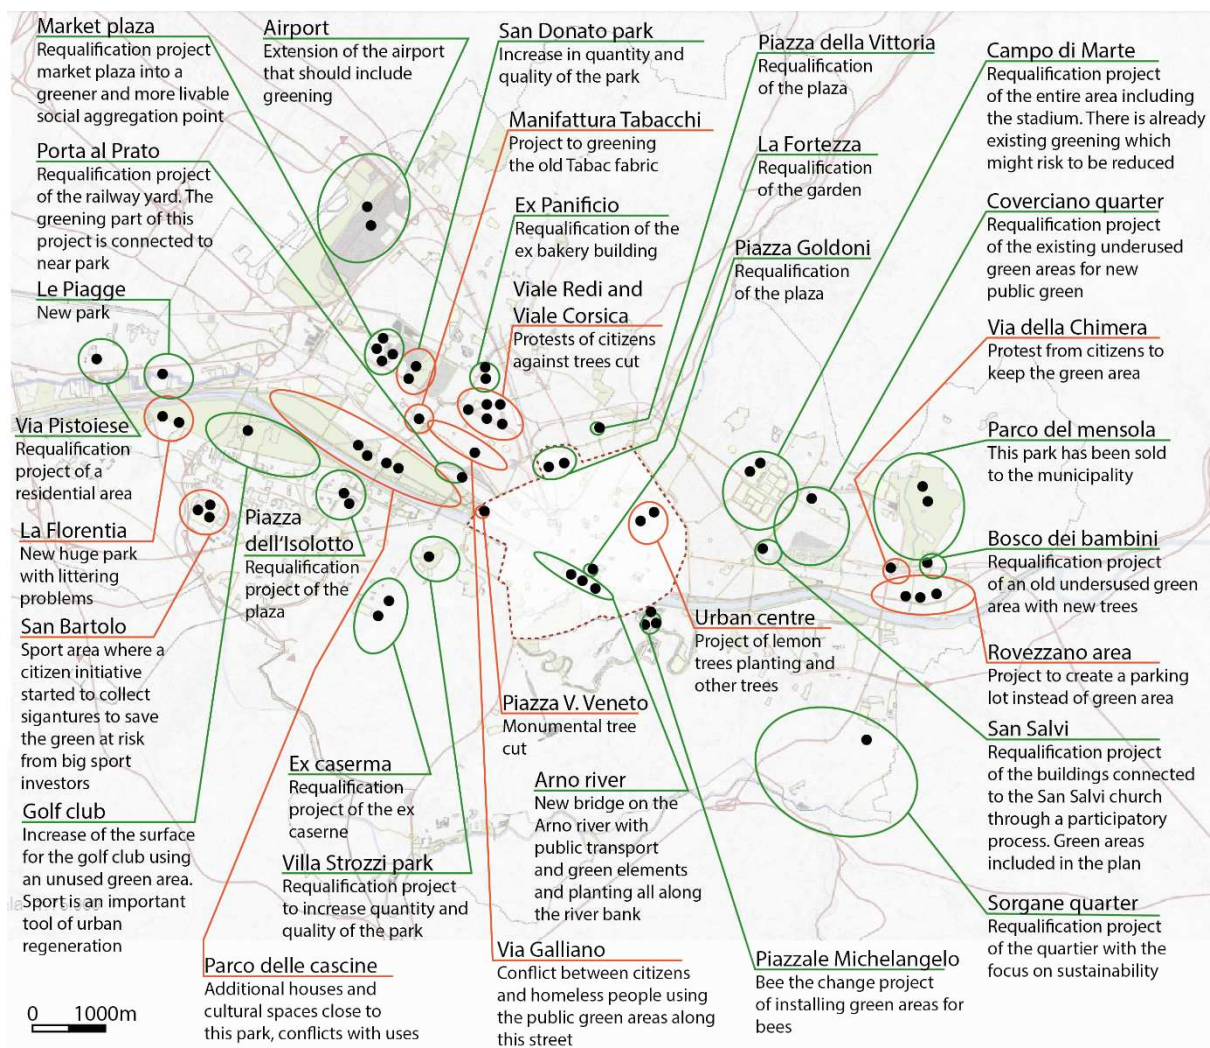 Market plaza
Requalification project
market plaza into a
greener and more livable
social aggregation point
Porta al Prato
Requalification project
of the railway yard. The
greening part of this
project is connected to
near park
Le Piagge
New park
Via Pistoiese
Requalification
project of a
residential area
La Florentia
New huge park
with littering
problems
San Bartolo
Sport area where a
citizen initiative
started to collect
sigantures to save
the green at risk
from big sport
investors
Golf club
Increase of the surface
for the golf club using
an unused green area.
Sport is an important
tool of urban
regeneration
0 1000m
Airport
Extension of the airport
that should include
greening
Piazza
dell'Isolotto
Requalification
project of the
plaza
Ex caserma
Requalification
project of the ex
caserne
Villa Strozzi park
Requalification project
to increase quantity and
quality of the park
Parco delle cascine
Additional houses and
cultural spaces close to
this park, conflicts with uses
San Donato park
Increase in quantity and
quality of the park
Manifattura Tabacchi
Project to greening
the old Tabac fabric
Ex Panificio
Requalification of the
ex bakery building
Viale Redi and
Viale Corsica
Protests of citizens
against trees cut
Piazza V. Veneto
Monumental tree
cut
Arno river
New bridge on the
Arno river with
public transport
and green elements
and planting all along
the river bank
Via Galliano
Conflict between citizens
and homeless people using
the public green areas along
this street
Piazza della Vittoria
Requalification
of the plaza
La Fortezza
Requalification
of the garden
Piazza Goldoni
Requalification
of the plaza
Urban centre
Project of lemon
trees planting and
other trees
Piazzale Michelangelo
Bee the change project
of installing green areas for
bees
Campo di Marte
Requalification project
of the entire area including
the stadium. There is already
existing greening which
might risk to be reduced
Coverciano quarter
Requalification project
of the existing underused
green areas for new
public green
Via della Chimera
Protest from citizens to
keep the green area
Parco del mensola
This park has been sold
to the municipality
Bosco dei bambini
Requalification project
of an old undersused green
area with new trees
Rovezzano area
Project to create a parking
lot instead of green area
San Salvi
Requalification project
of the buildings connected
to the San Salvi church
through a participatory
process. Green areas
included in the plan
Sorgane quarter
Requalification project
of the quartier with the
focus on sustainability